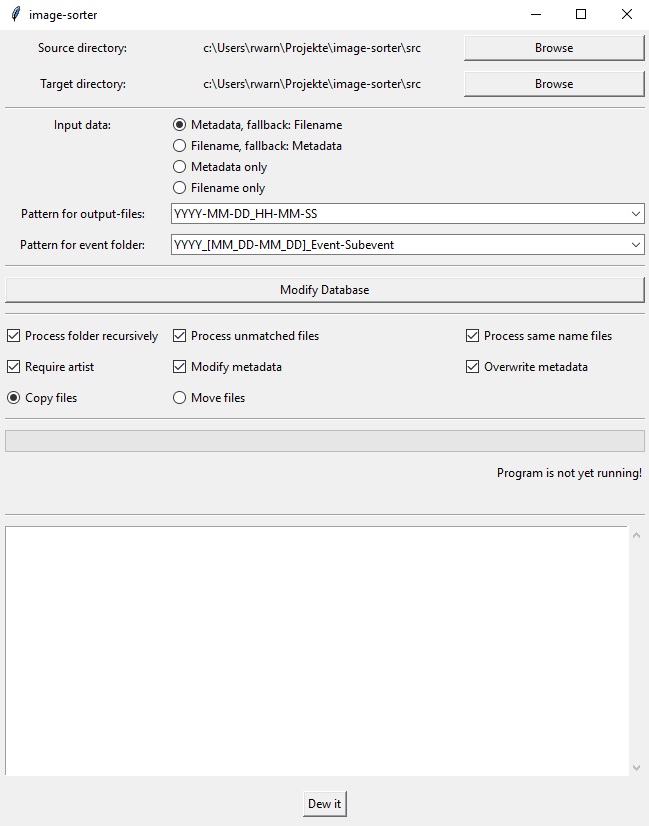 image-sorter
Source directory: c:\Users\rwarn\Projekte\image-sorter\src Browse
Target directory: c:\Users\rwarn\Projekte\image-sorter\src Browse
Input data: Metadata, fallback: Filename
Filename, fallback: Metadata
Metadata only
Filename only
Pattern for output-files: YYYY-MM-DD_HH-MM-SS
Pattern for event folder: YYYY_[MM_DD-MM_DD]_Event-Subevent
Modify Database
Process folder recursively Process unmatched files Process same name files
Require artist Modify metadata Overwrite metadata
Copy files Move files
Program is not yet running!
Dew it